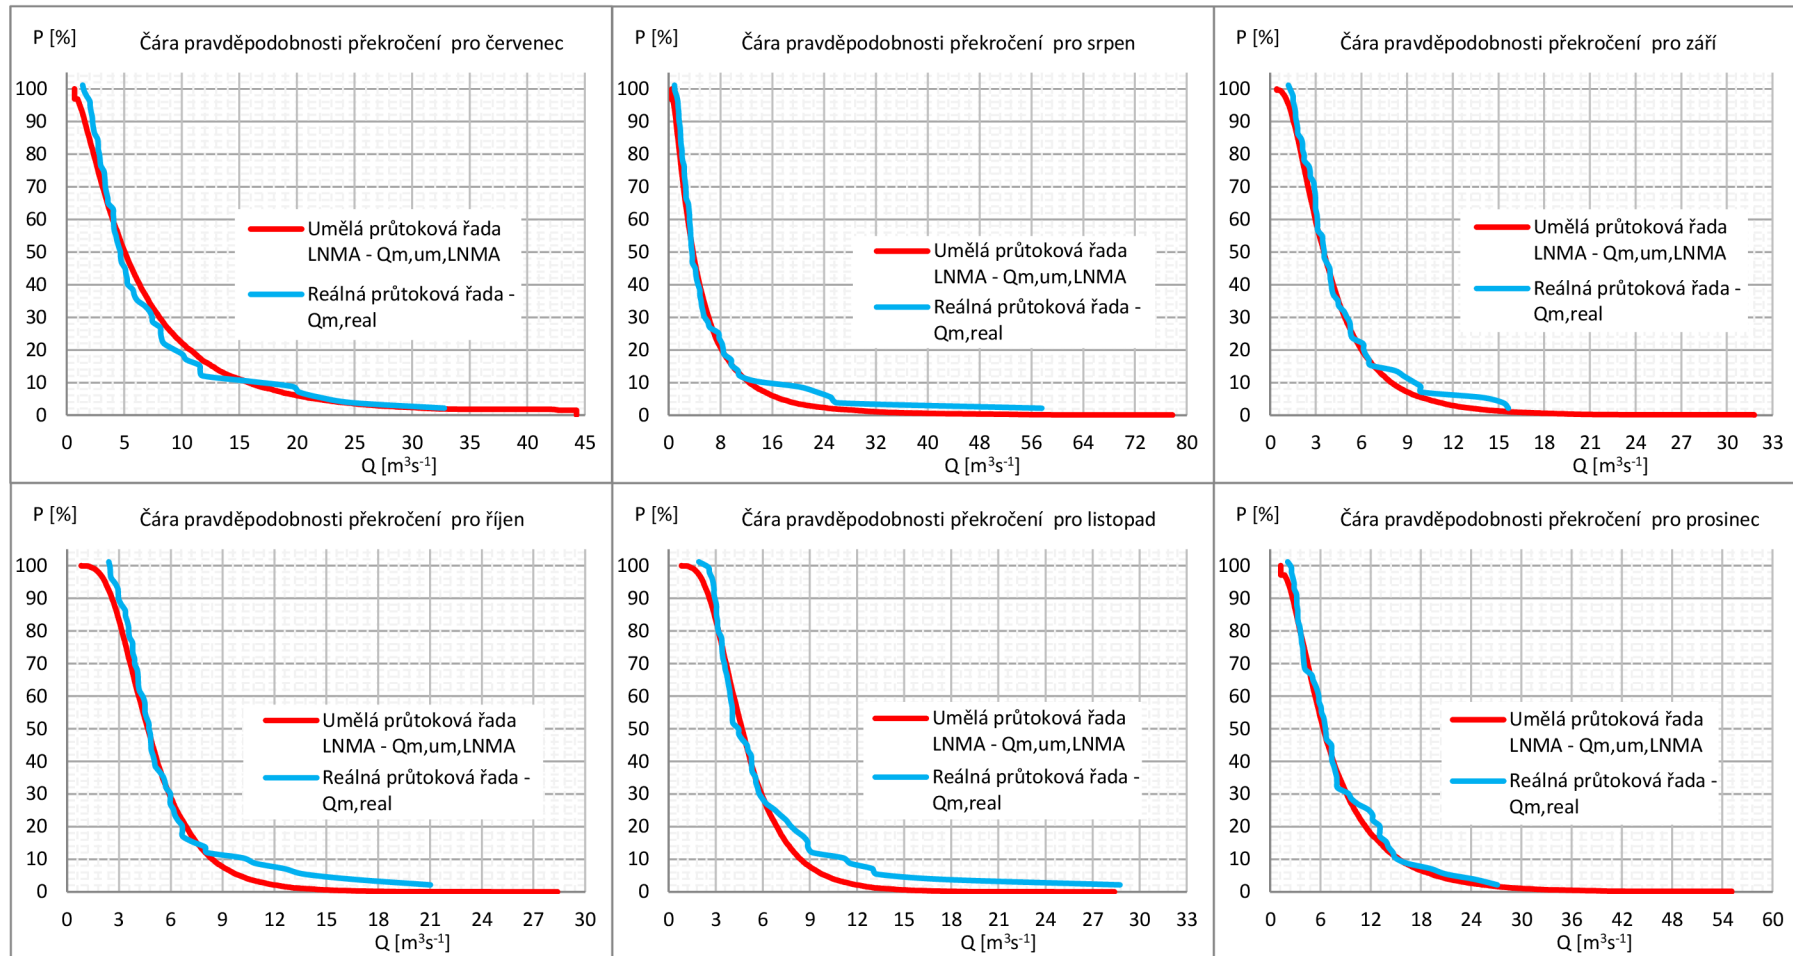 P [%]
Čára pravděpodobnosti překročení pro červenec
100
90
80
70
60
50
40
30
20
10
0
Umělá průtoková řada
LNMA - Qm,um,LNMA
Reálná průtoková řada -
Qm,real
0 5 10 15 20 25 30 35 40 45
Q [m³s⁻¹]
P [%]
Čára pravděpodobnosti překročení pro srpen
100
90
80
70
60
50
40
30
20
10
0
Umělá průtoková řada
LNMA - Qm,um,LNMA
Reálná průtoková řada -
Qm,real
0 8 16 24 32 40 48 56 64 72 80
Q [m³s⁻¹]
P [%]
Čára pravděpodobnosti překročení pro září
100
90
80
70
60
50
40
30
20
10
0
Umělá průtoková řada
LNMA - Qm,um,LNMA
Reálná průtoková řada -
Qm,real
0 3 6 9 12 15 18 21 24 27 30 33
Q [m³s⁻¹]
P [%]
Čára pravděpodobnosti překročení pro říjen
100
90
80
70
60
50
40
30
20
10
0
Umělá průtoková řada
LNMA - Qm,um,LNMA
Reálná průtoková řada -
Qm,real
0 3 6 9 12 15 18 21 24 27 30
Q [m³s⁻¹]
P [%]
Čára pravděpodobnosti překročení pro listopad
100
90
80
70
60
50
40
30
20
10
0
Umělá průtoková řada
LNMA - Qm,um,LNMA
Reálná průtoková řada -
Qm,real
0 3 6 9 12 15 18 21 24 27 30 33
Q [m³s⁻¹]
P [%]
Čára pravděpodobnosti překročení pro prosinec
100
90
80
70
60
50
40
30
20
10
0
Umělá průtoková řada
LNMA - Qm,um,LNMA
Reálná průtoková řada -
Qm,real
0 6 12 18 24 30 36 42 48 54 60
Q [m³s⁻¹]